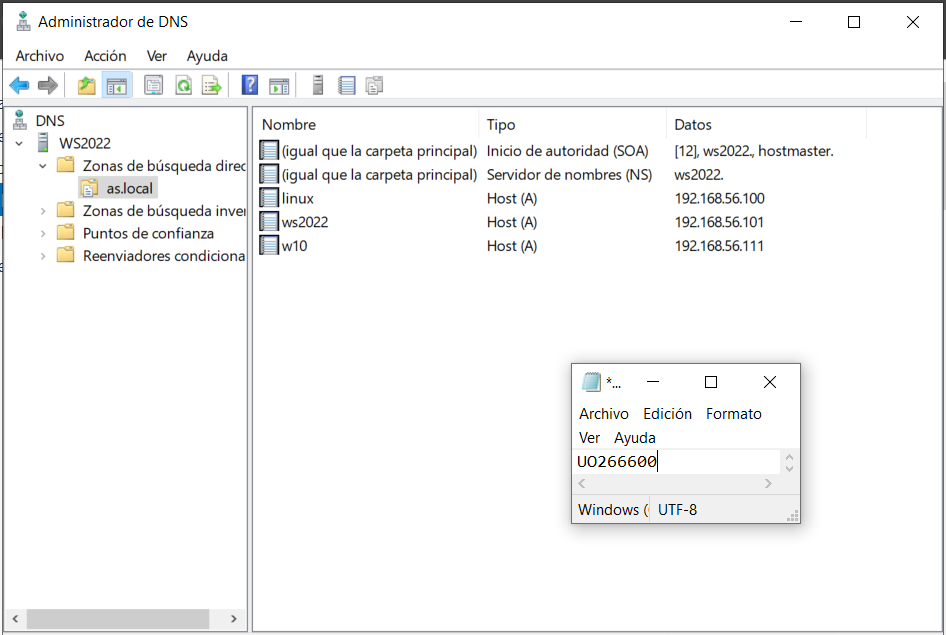 Administrador de DNS
Archivo Acción Ver Ayuda
DNS
WS2022
Zonas de búsqueda direc
as.local
Zonas de búsqueda inver
Puntos de confianza
Reenviadores condiciona
Nombre Tipo Datos
(igual que la carpeta principal) Inicio de autoridad (SOA) [12], ws2022., hostmaster.
(igual que la carpeta principal) Servidor de nombres (NS) ws2022.
linux Host (A) 192.168.56.100
ws2022 Host (A) 192.168.56.101
w10 Host (A) 192.168.56.111
*...
Archivo Edición Formato
Ver Ayuda
UO266600
Windows ( UTF-8